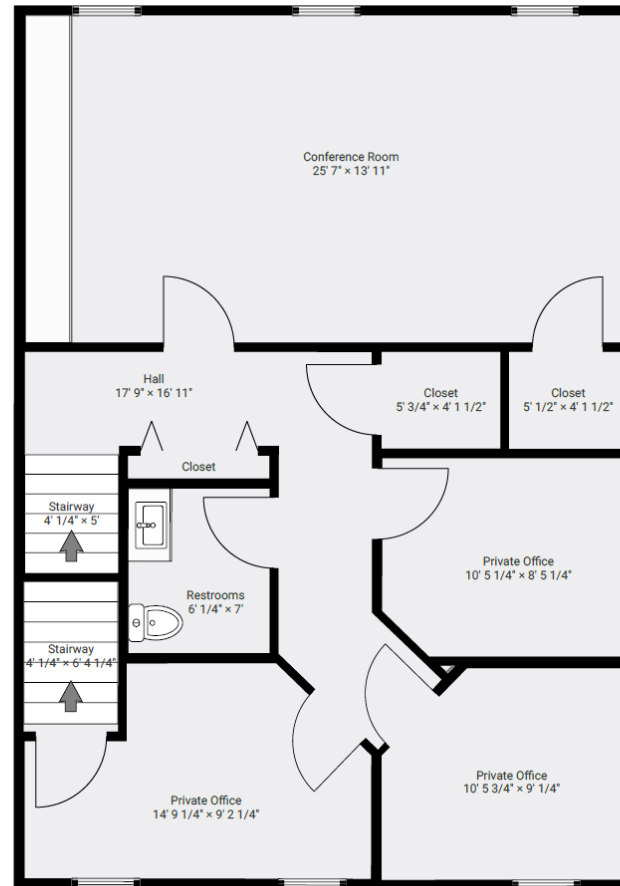 Conference Room
25' 7" × 13' 11"
Hall
17' 9" × 16' 11"
Closet
5' 3/4" × 4' 1 1/2"
Closet
5' 1/2" × 4' 1 1/2"
Closet
Stairway
4' 1/4" × 5'
Private Office
10' 5 1/4" × 8' 5 1/4"
Restrooms
6' 1/4" × 7'
Stairway
4' 1/4" × 6' 4 1/4"
Private Office
10' 5 3/4" × 9' 1/4"
Private Office
14' 9 1/4" × 9' 2 1/4"